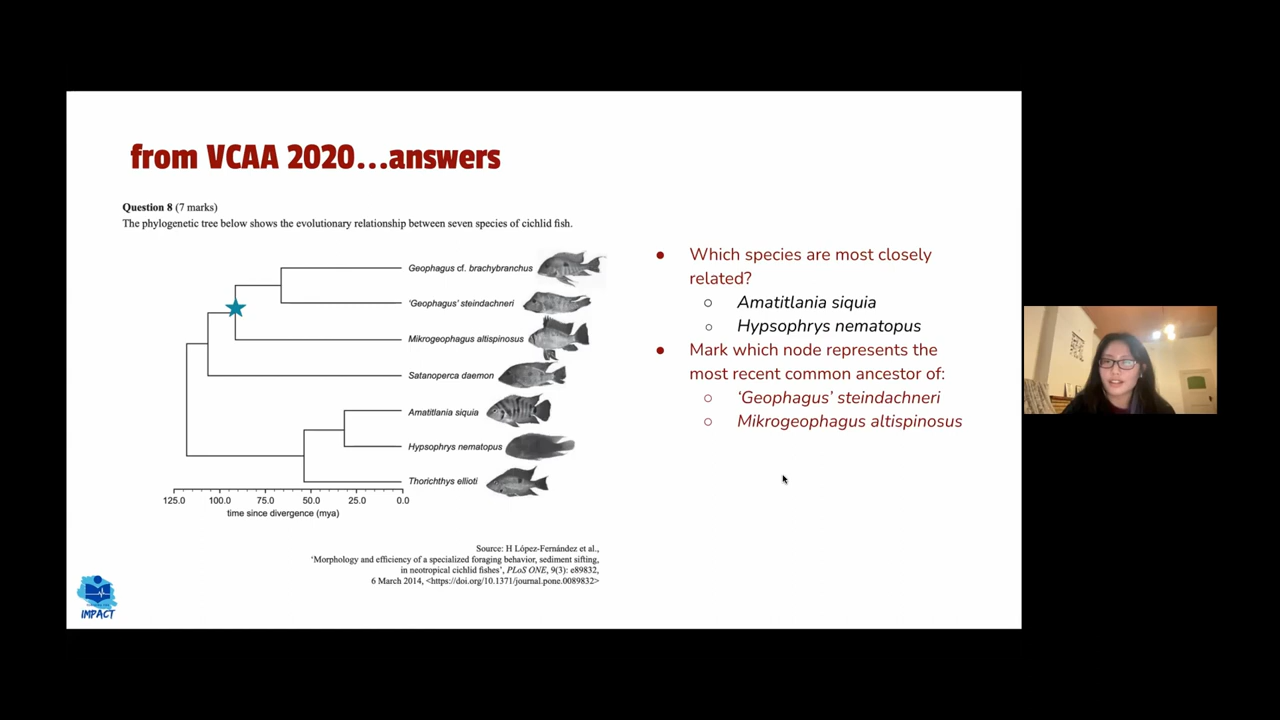 from VCAA 2020...answers
Question 8 (7 marks)
The phylogenetic tree below shows the evolutionary relationship between seven species of cichlid fish.
Geophagus cf. brachybranchus
‘Geophagus’ steindachneri
Mikrogeophagus altispinosus
Satanoperca daemon
Amatitlania siquia
Hypsophrys nematopus
Thorichthys ellioti
125.0 100.0 75.0 50.0 25.0 0.0
time since divergence (mya)
Source: H López-Fernández et al.,
‘Morphology and efficiency of a specialized foraging behavior, sediment sifting,
in neotropical cichlid fishes’, PLoS ONE, 9(3): e89832,
6 March 2014, <https://doi.org/10.1371/journal.pone.0089832>
IMPACT
● Which species are most closely
related?
○ Amatitlania siquia
○ Hypsophrys nematopus
● Mark which node represents the
most recent common ancestor of:
○ ‘Geophagus’ steindachneri
○ Mikrogeophagus altispinosus